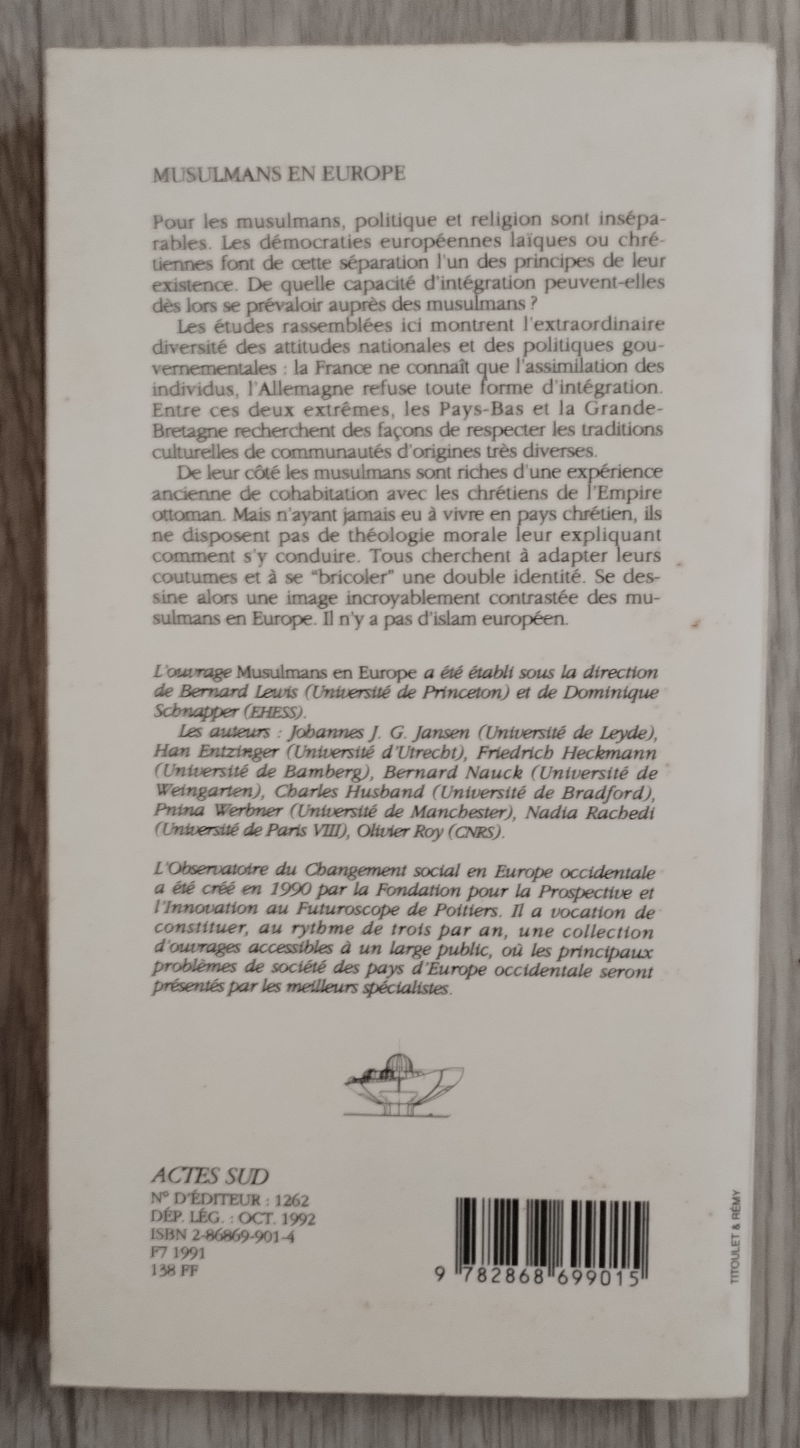 MUSULMANS EN EUROPE
Pour les musulmans, politique et religion sont insépa-
rables. Les démocraties européennes laïques ou chré-
tiennes font de cette séparation l'un des principes de leur
existence. De quelle capacité d'intégration peuvent-elles
dès lors se prévaloir auprès des musulmans ?
Les études rassemblées ici montrent l'extraordinaire
diversité des attitudes nationales et des politiques gou-
vernementales : la France ne connaît que l'assimilation des
individus, l'Allemagne refuse toute forme d'intégration.
Entre ces deux extrêmes, les Pays-Bas et la Grande-
Bretagne recherchent des façons de respecter les traditions
culturelles de communautés d'origines très diverses.
De leur côté les musulmans sont riches d'une expérience
ancienne de cohabitation avec les chrétiens de l'Empire
ottoman. Mais n'ayant jamais eu à vivre en pays chrétien, ils
ne disposent pas de théologie morale leur expliquant
comment s'y conduire. Tous cherchent à adapter leurs
coutumes et à se "bricoler" une double identité. Se des-
sine alors une image incroyablement contrastée des mu-
sulmans en Europe. Il n'y a pas d'islam européen.
L'ouvrage Musulmans en Europe a été établi sous la direction
de Bernard Lewis (Université de Princeton) et de Dominique
Schnapper (EHESS).
Les auteurs : Johannes J. G. Jansen (Université de Leyde),
Han Entzinger (Université d'Utrecht), Friedrich Heckmann
(Université de Bamberg), Bernard Nauck (Université de
Weingarten), Charles Husband (Université de Bradford),
Pnina Werbner (Université de Manchester), Nadia Rachedi
(Université de Paris VIII), Olivier Roy (CNRS).
L'Observatoire du Changement social en Europe occidentale
a été créé en 1990 par la Fondation pour la Prospective et
l'Innovation au Futuroscope de Poitiers. Il a vocation de
constituer, au rythme de trois par an, une collection
d'ouvrages accessibles à un large public, où les principaux
problèmes de société des pays d'Europe occidentale seront
présentés par les meilleurs spécialistes.
ACTES SUD
N° D'ÉDITEUR : 1262
DÉP. LÉG. : OCT. 1992
ISBN 2-86869-901-4
F7 1991
138 FF
9 782868 699015
TITOULET & RÉMY